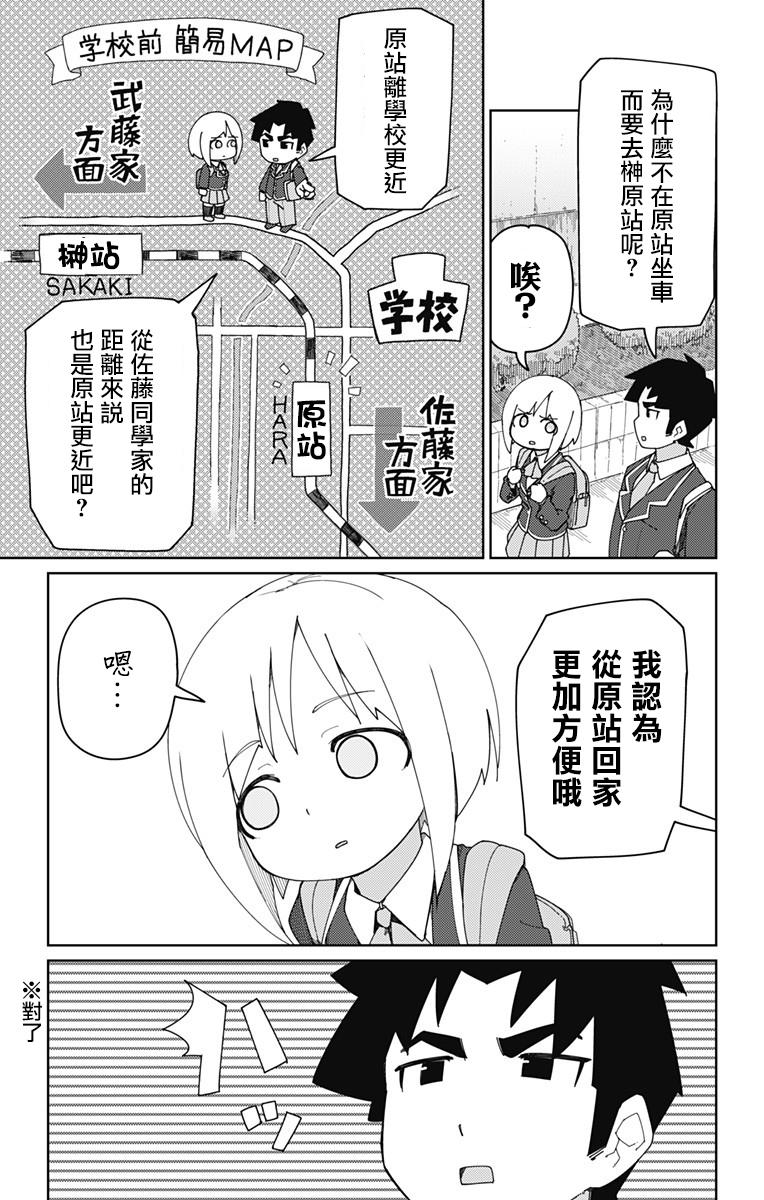 為什麼不在原站坐車
而要去榊原站呢?
唉?
学校前 簡易MAP
原站離學校更近
武藤家
方面
榊站
SAKAKI
学校
原站
HARA
佐藤家
方面
從佐藤同學家的
距離來說
也是原站更近吧?
我認為
從原站回家
更加方便哦
嗯…
※對了